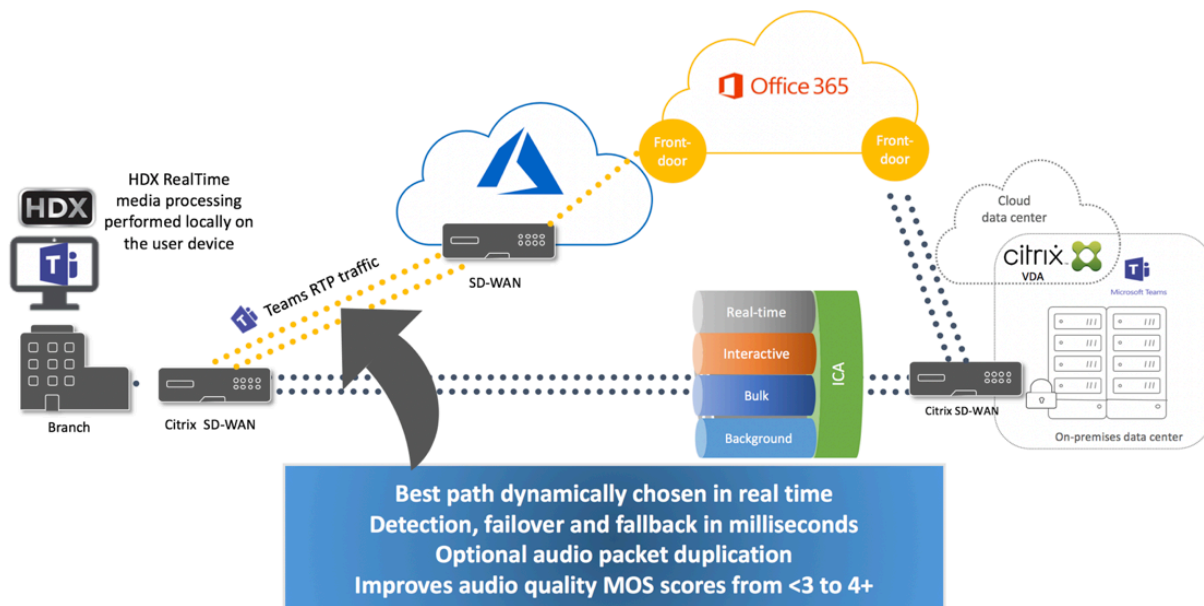 Office 365
Front-
door
Front-
door
HDX
HDX RealTime
media processing
performed locally on
the user device
Cloud
data center
citrix
VDA
Microsoft Teams
SD-WAN
Teams RTP traffic
Real-time
Interactive
Bulk
Background
ICA
Branch
Citrix SD-WAN
Citrix SD-WAN
On-premises data center
Best path dynamically chosen in real time
Detection, failover and fallback in milliseconds
Optional audio packet duplication
Improves audio quality MOS scores from <3 to 4+